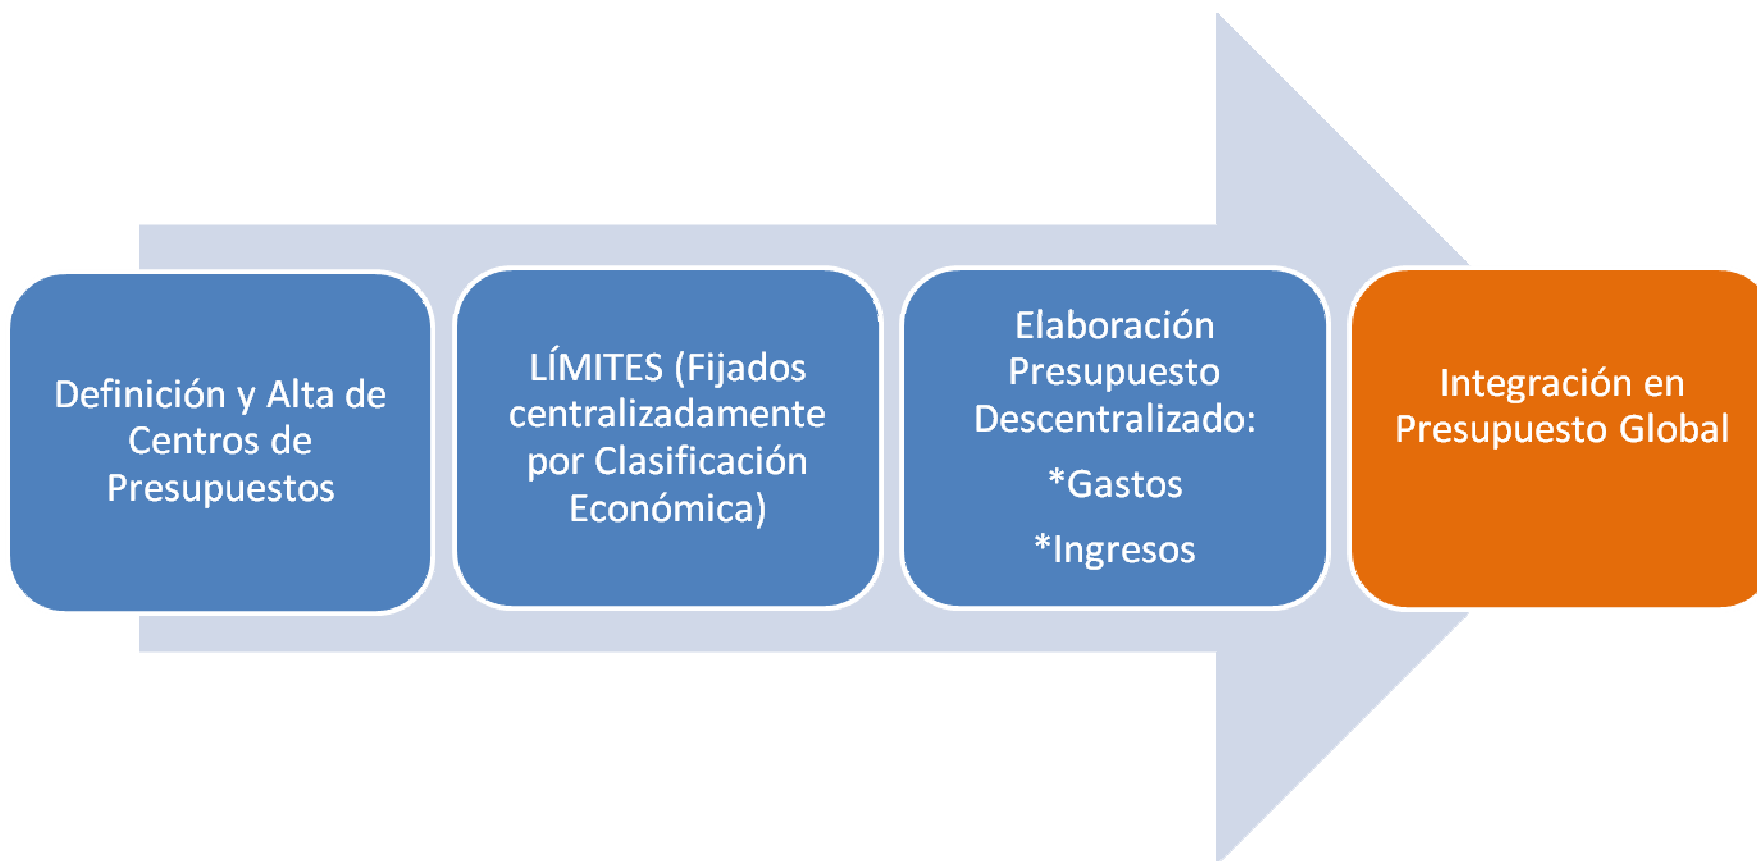 Definición y Alta de
Centros de
Presupuestos
LÍMITES (Fijados
centralizadamente
por Clasificación
Económica)
Elaboración
Presupuesto
Descentralizado:
*Gastos
*Ingresos
Integración en
Presupuesto Global